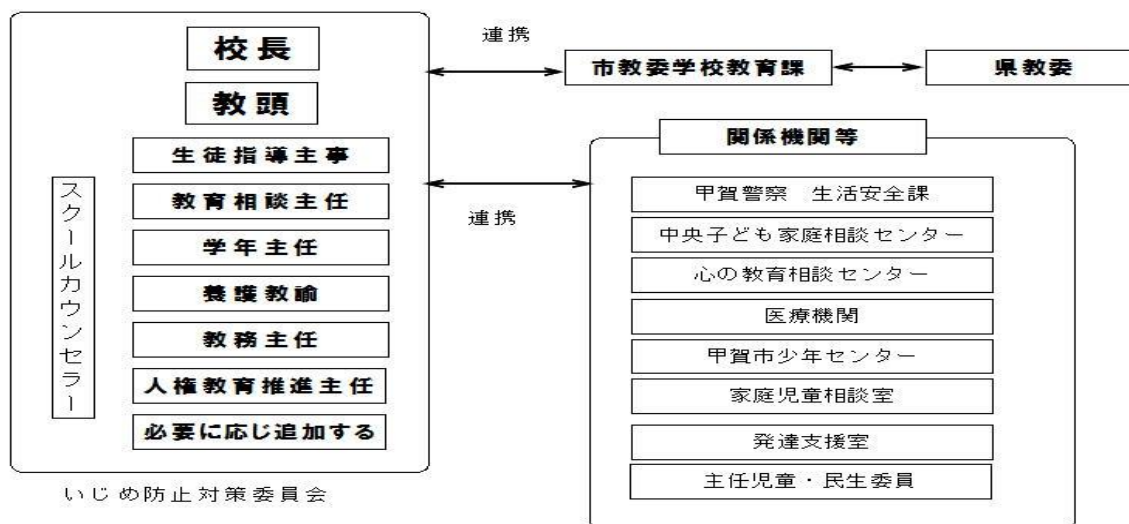 校長
教頭
生徒指導主事
教育相談主任
学年主任
養護教諭
教務主任
人権教育推進主任
必要に応じ追加する
スクールカウンセラー
いじめ防止対策委員会
連携
市教委学校教育課
県教委
連携
関係機関等
甲賀警察　生活安全課
中央子ども家庭相談センター
心の教育相談センター
医療機関
甲賀市少年センター
家庭児童相談室
発達支援室
主任児童・民生委員